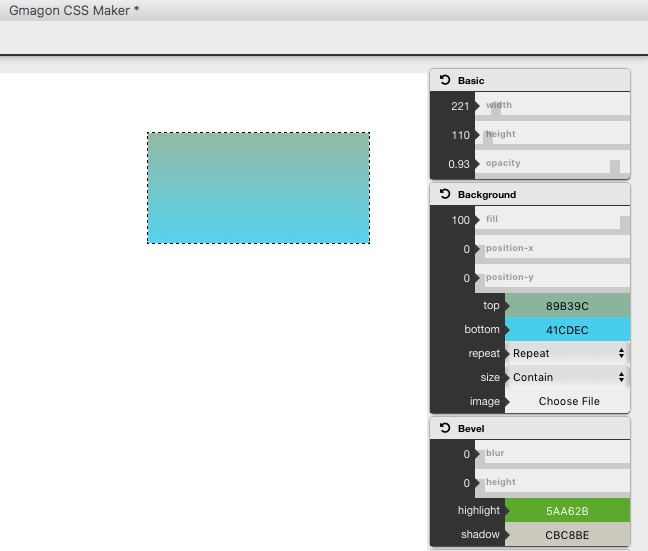 Gmagon CSS Maker *
Basic
221 width
110 height
0.93 opacity
Background
100 fill
0 position-x
0 position-y
top 89B39C
bottom 41CDEC
repeat Repeat
size Contain
image Choose File
Bevel
0 blur
0 height
highlight 5AA62B
shadow CBC8BE